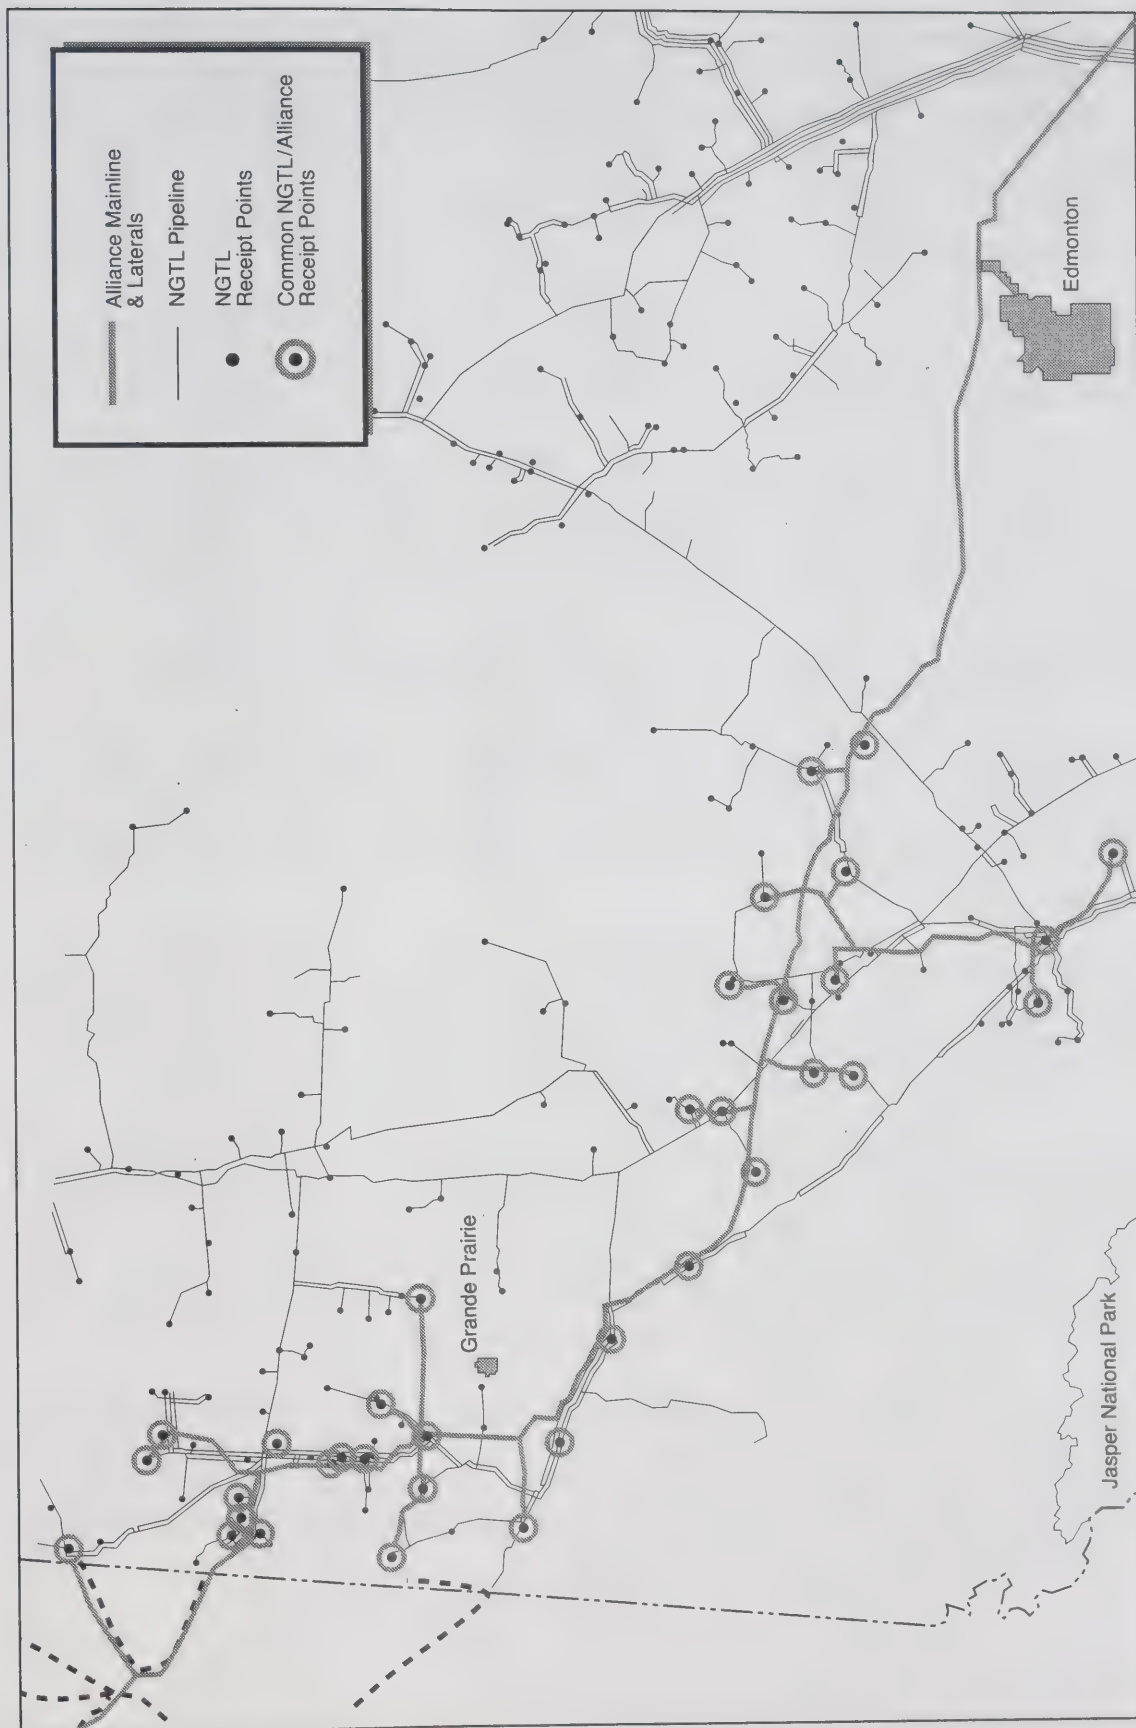 Alliance Mainline
& Laterals
NGTL Pipeline
NGTL
Receipt Points
Common NGTL/Alliance
Receipt Points
Edmonton
Grande Prairie
Jasper National Park